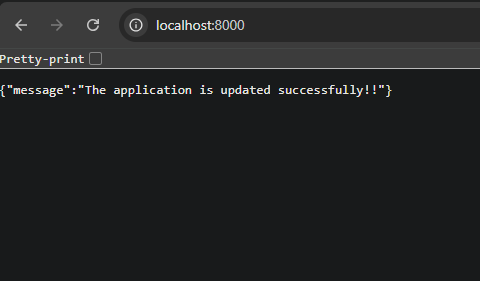 localhost:8000
Pretty-print
{"message":"The application is updated successfully!!"}